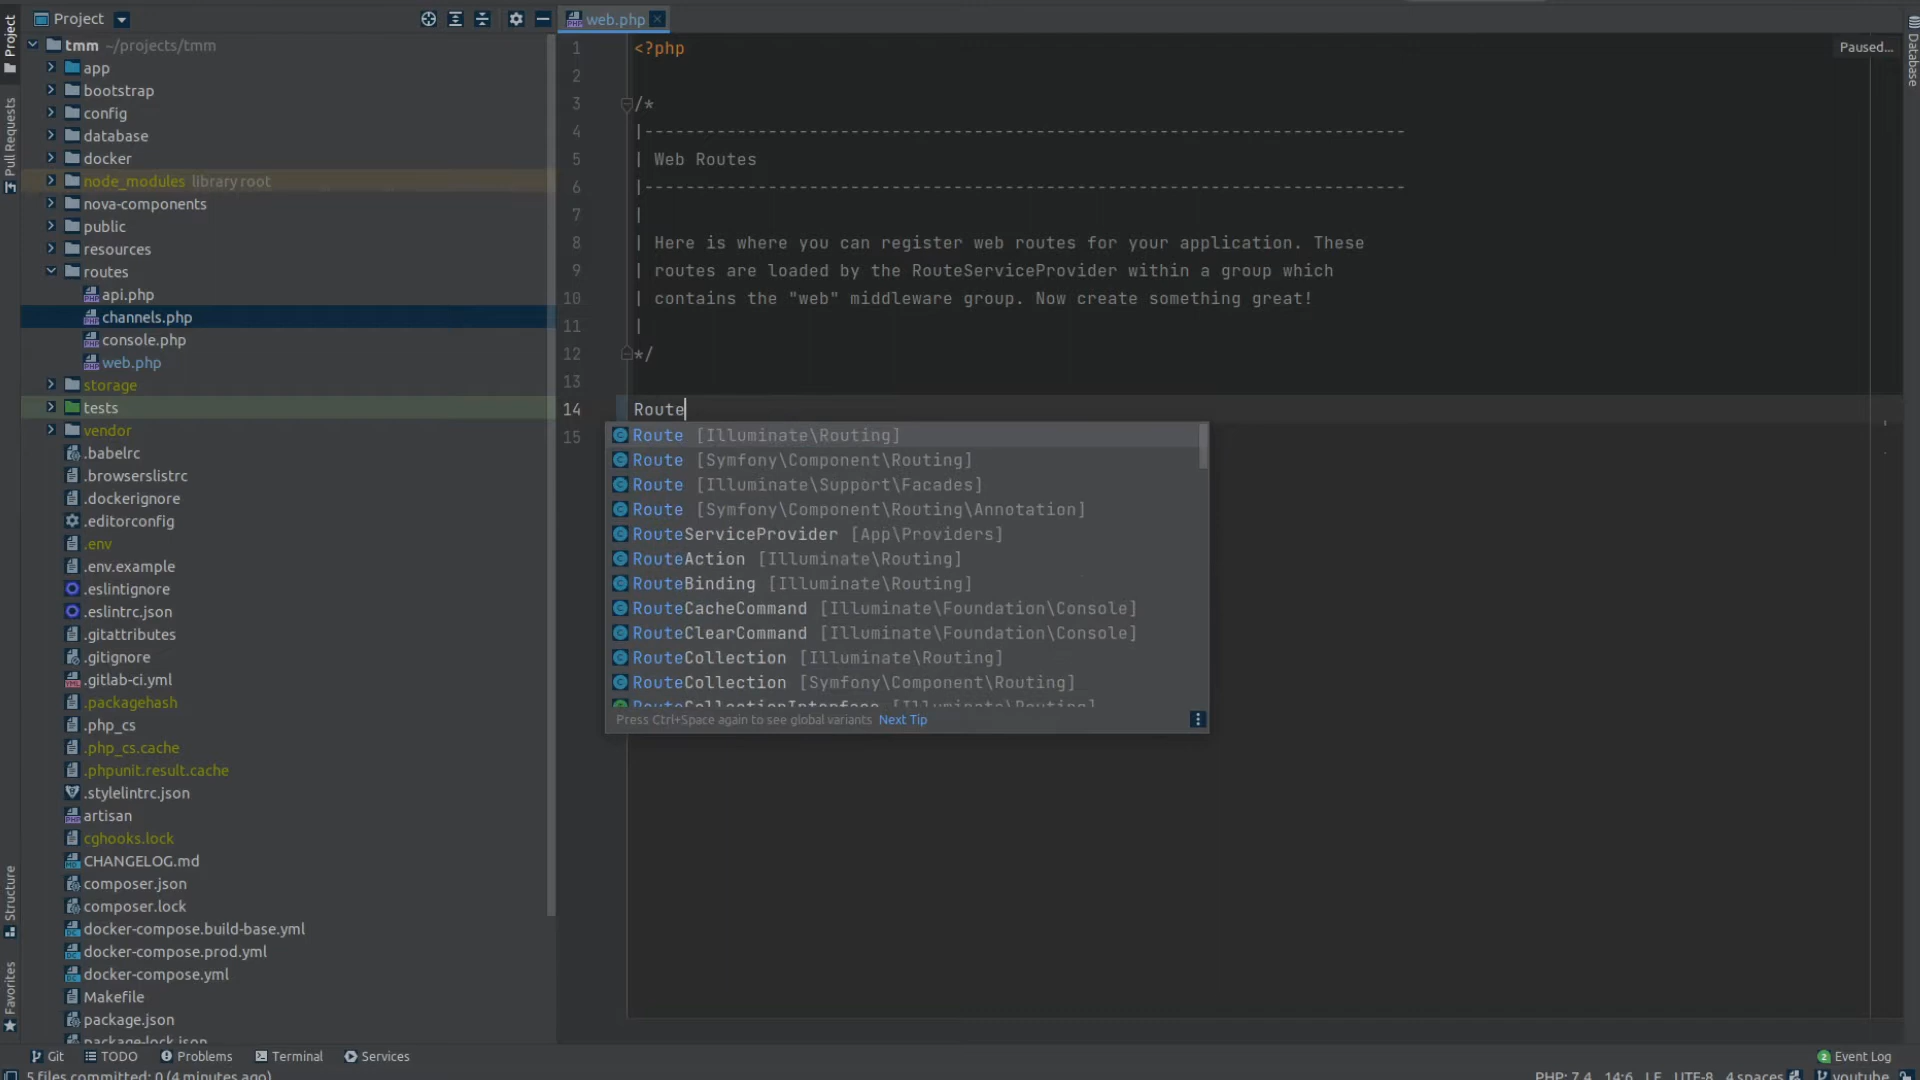 Project
web.php
Paused...
Project
Pull Requests
Structure
Favorites
Database
tmm ~/projects/tmm
app
bootstrap
config
database
docker
node_modules library root
nova-components
public
resources
routes
api.php
channels.php
console.php
web.php
storage
tests
vendor
.babelrc
.browserslistrc
.dockerignore
.editorconfig
.env
.env.example
.eslintignore
.eslintrc.json
.gitattributes
.gitignore
.gitlab-ci.yml
.packagehash
.php_cs
.php_cs.cache
.phpunit.result.cache
.stylelintrc.json
artisan
cghooks.lock
CHANGELOG.md
composer.json
composer.lock
docker-compose.build-base.yml
docker-compose.prod.yml
docker-compose.yml
Makefile
package.json
package-lock.json
1 <?php
2
3 /*
4 |--------------------------------------------------------------------------
5 | Web Routes
6 |--------------------------------------------------------------------------
7 |
8 | Here is where you can register web routes for your application. These
9 | routes are loaded by the RouteServiceProvider within a group which
10 | contains the "web" middleware group. Now create something great!
11 |
12 */
13
14 Route
15
Route [Illuminate\Routing]
Route [Symfony\Component\Routing]
Route [Illuminate\Support\Facades]
Route [Symfony\Component\Routing\Annotation]
RouteServiceProvider [App\Providers]
RouteAction [Illuminate\Routing]
RouteBinding [Illuminate\Routing]
RouteCacheCommand [Illuminate\Foundation\Console]
RouteClearCommand [Illuminate\Foundation\Console]
RouteCollection [Illuminate\Routing]
RouteCollection [Symfony\Component\Routing]
RouteCollectionInterface [Illuminate\Routing]
Press Ctrl+Space again to see global variants Next Tip
Git TODO Problems Terminal Services 2 Event Log
5 files committed: 0 (4 minutes ago) PHP: 7.4 14:6 LF UTF-8 4 spaces youtube